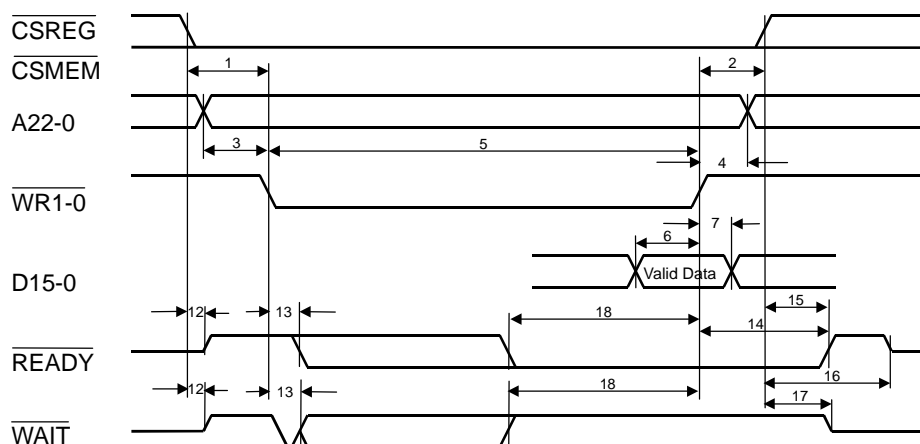 CSREG
1
2
CSMEM
A22-0
3
5
4
WR1-0
7
6
D15-0
Valid Data
12
13
18
15
14
READY
12
13
18
16
17
WAIT